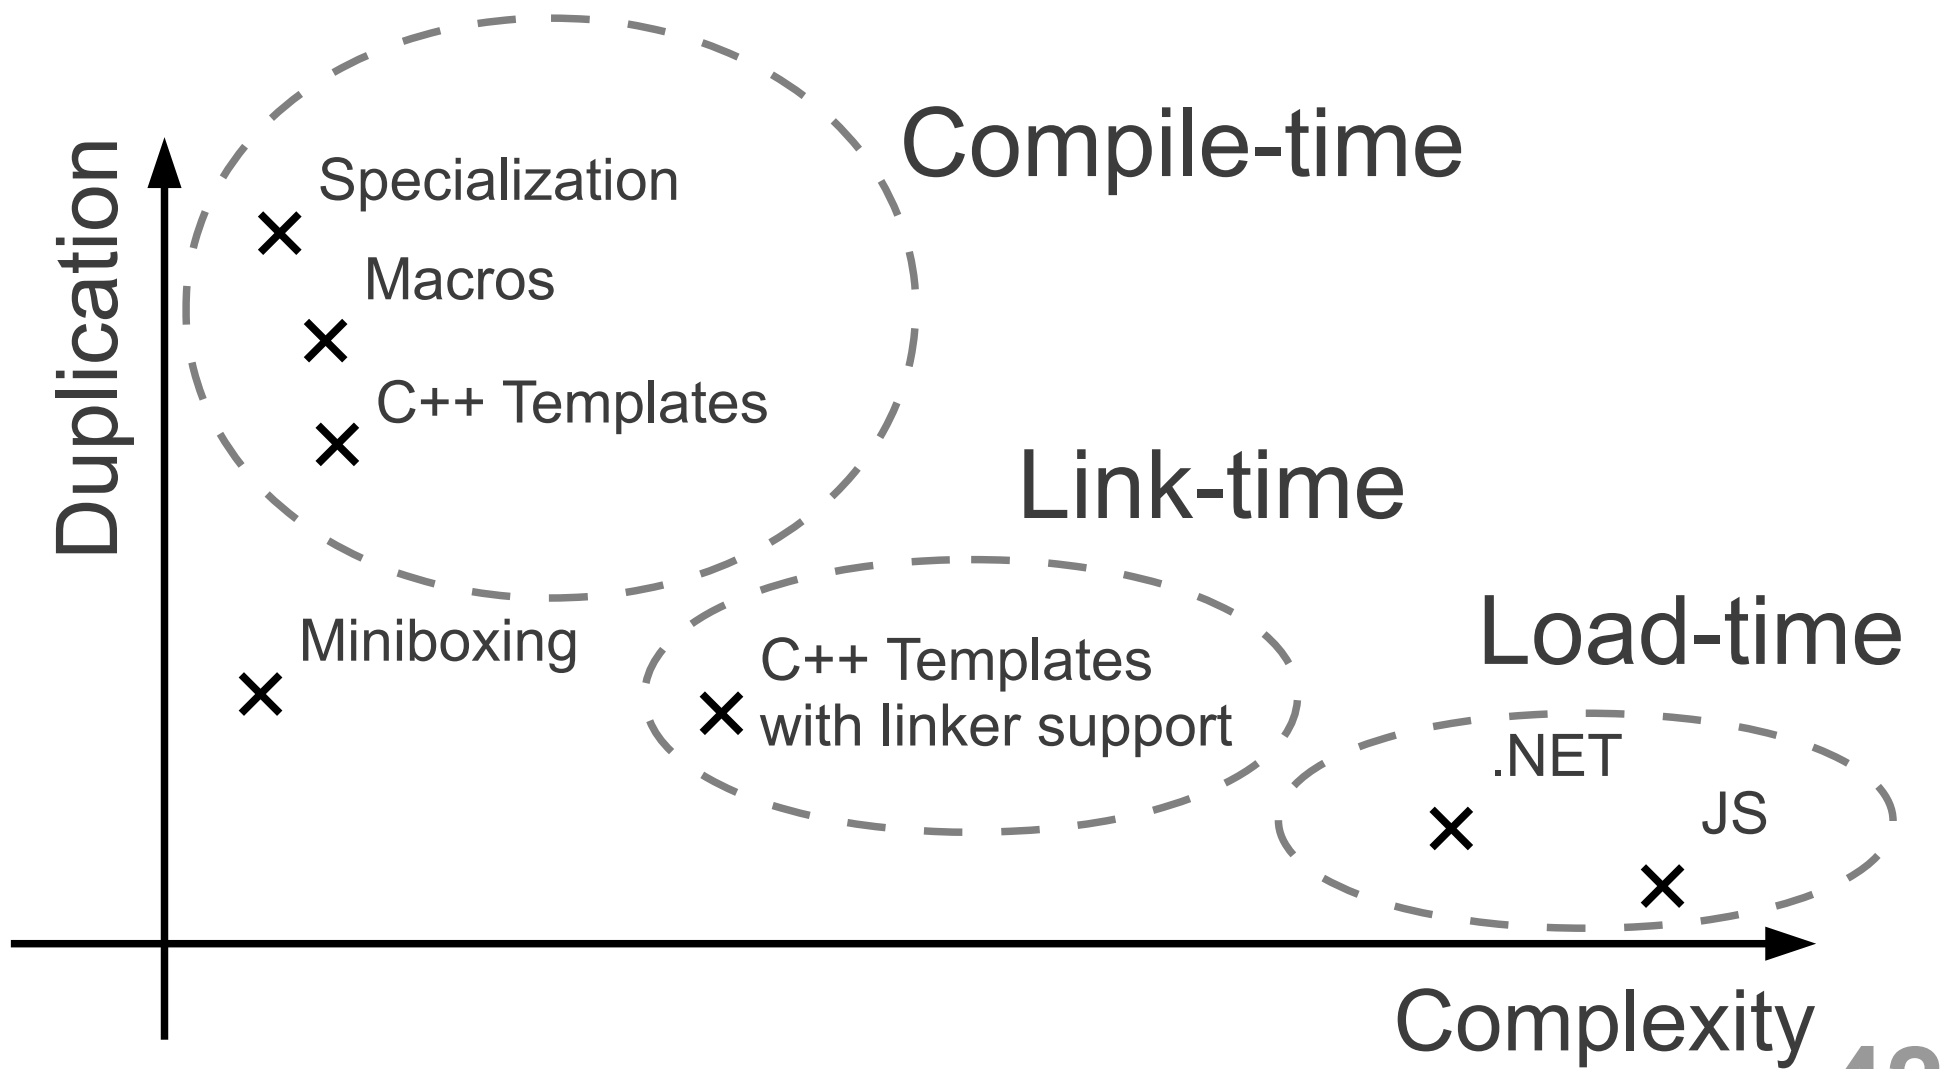 Compile-time
Duplication
Specialization
Macros
C++ Templates
Link-time
Load-time
Miniboxing
C++ Templates
with linker support
.NET
JS
Complexity